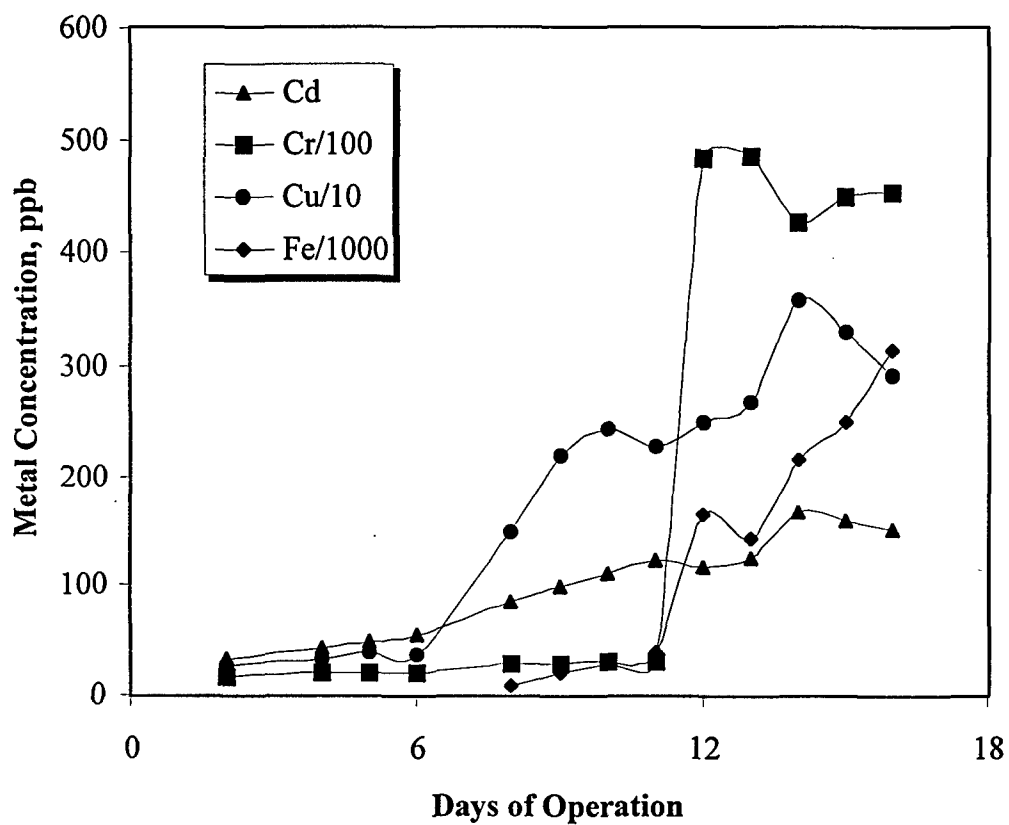 600
500
400
300
200
100
0
Metal Concentration, ppb
Cd
Cr/100
Cu/10
Fe/1000
0 6 12 18
Days of Operation